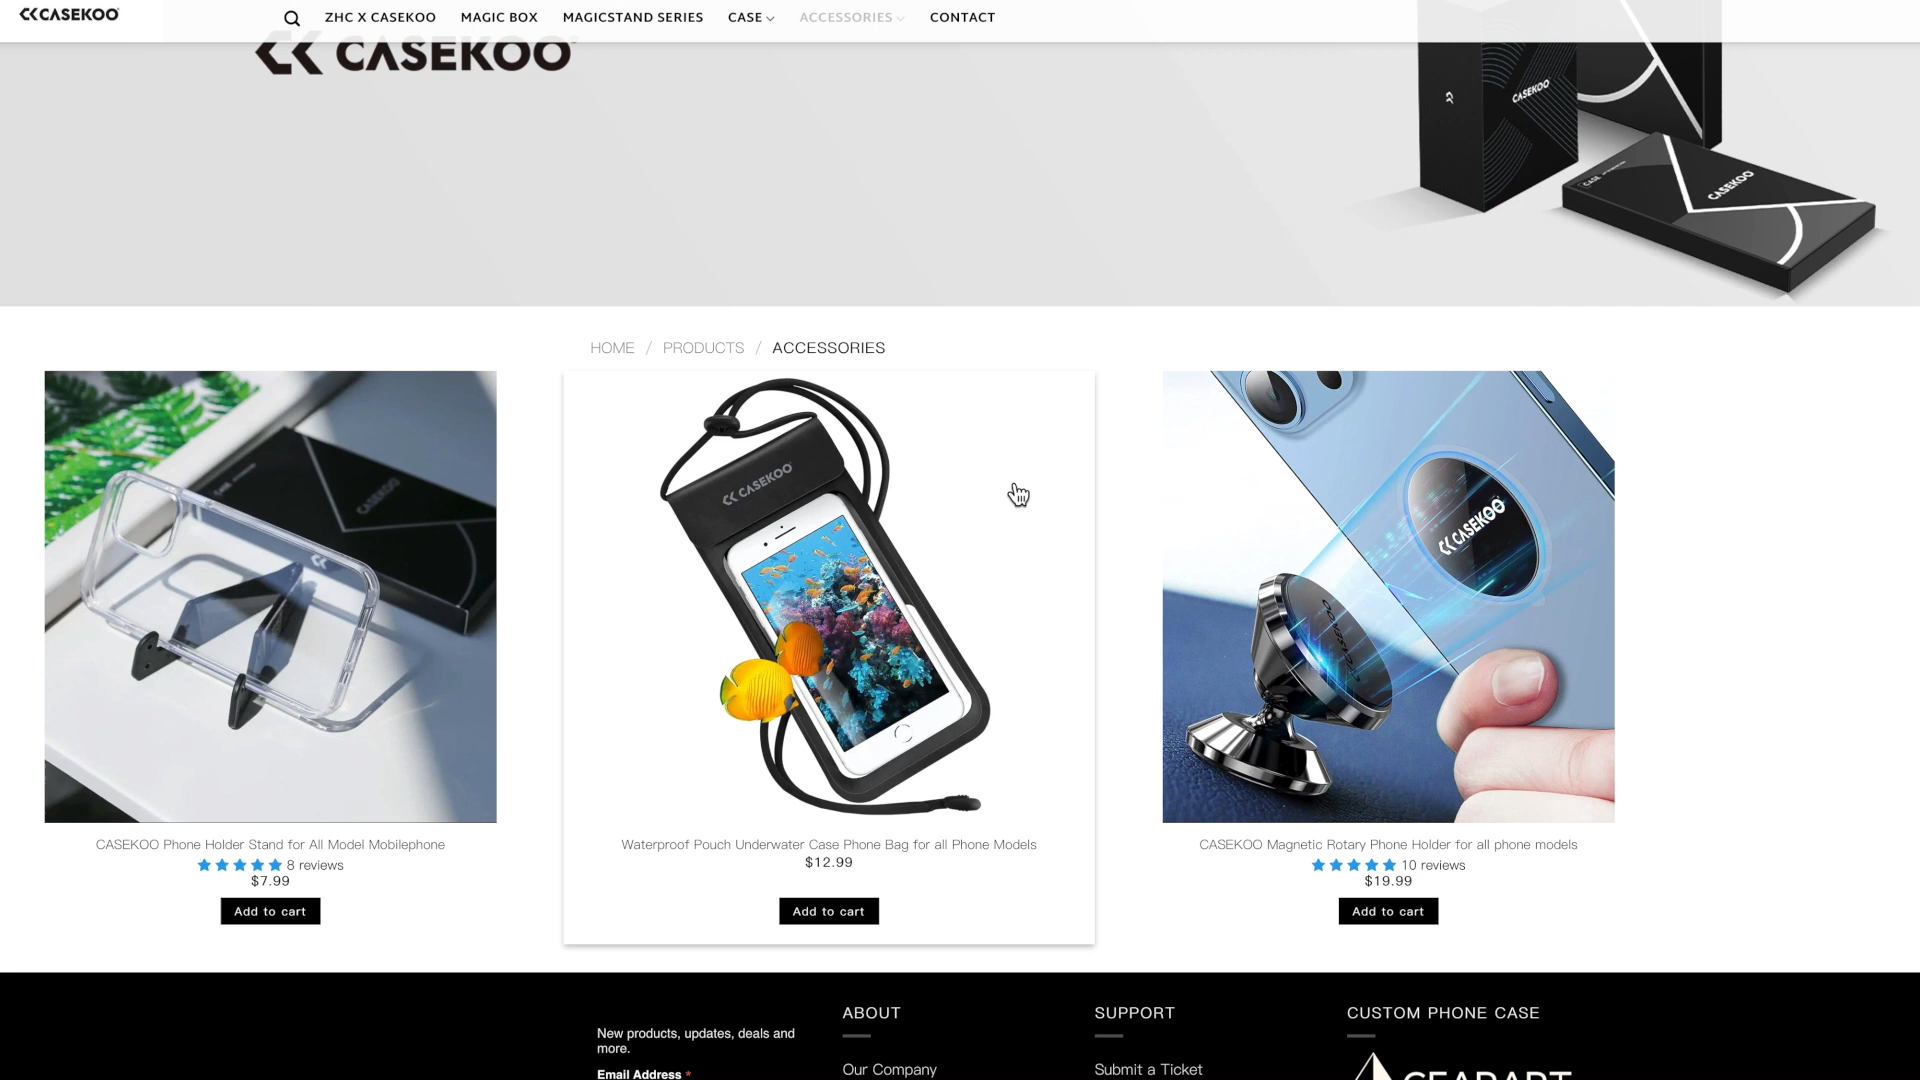 CASEKOO
ZHC X CASEKOO
MAGIC BOX
MAGICSTAND SERIES
CASE
ACCESSORIES
CONTACT
CASEKOO
CASEKOO
CASE
CASEKOO
HOME / PRODUCTS / ACCESSORIES
CASEKOO
CASEKOO
CASEKOO
CASEKOO Phone Holder Stand for All Model Mobilephone
8 reviews
$7.99
Add to cart
Waterproof Pouch Underwater Case Phone Bag for all Phone Models
$12.99
Add to cart
CASEKOO Magnetic Rotary Phone Holder for all phone models
10 reviews
$19.99
Add to cart
New products, updates, deals and
more.
Email Address *
ABOUT
Our Company
SUPPORT
Submit a Ticket
CUSTOM PHONE CASE